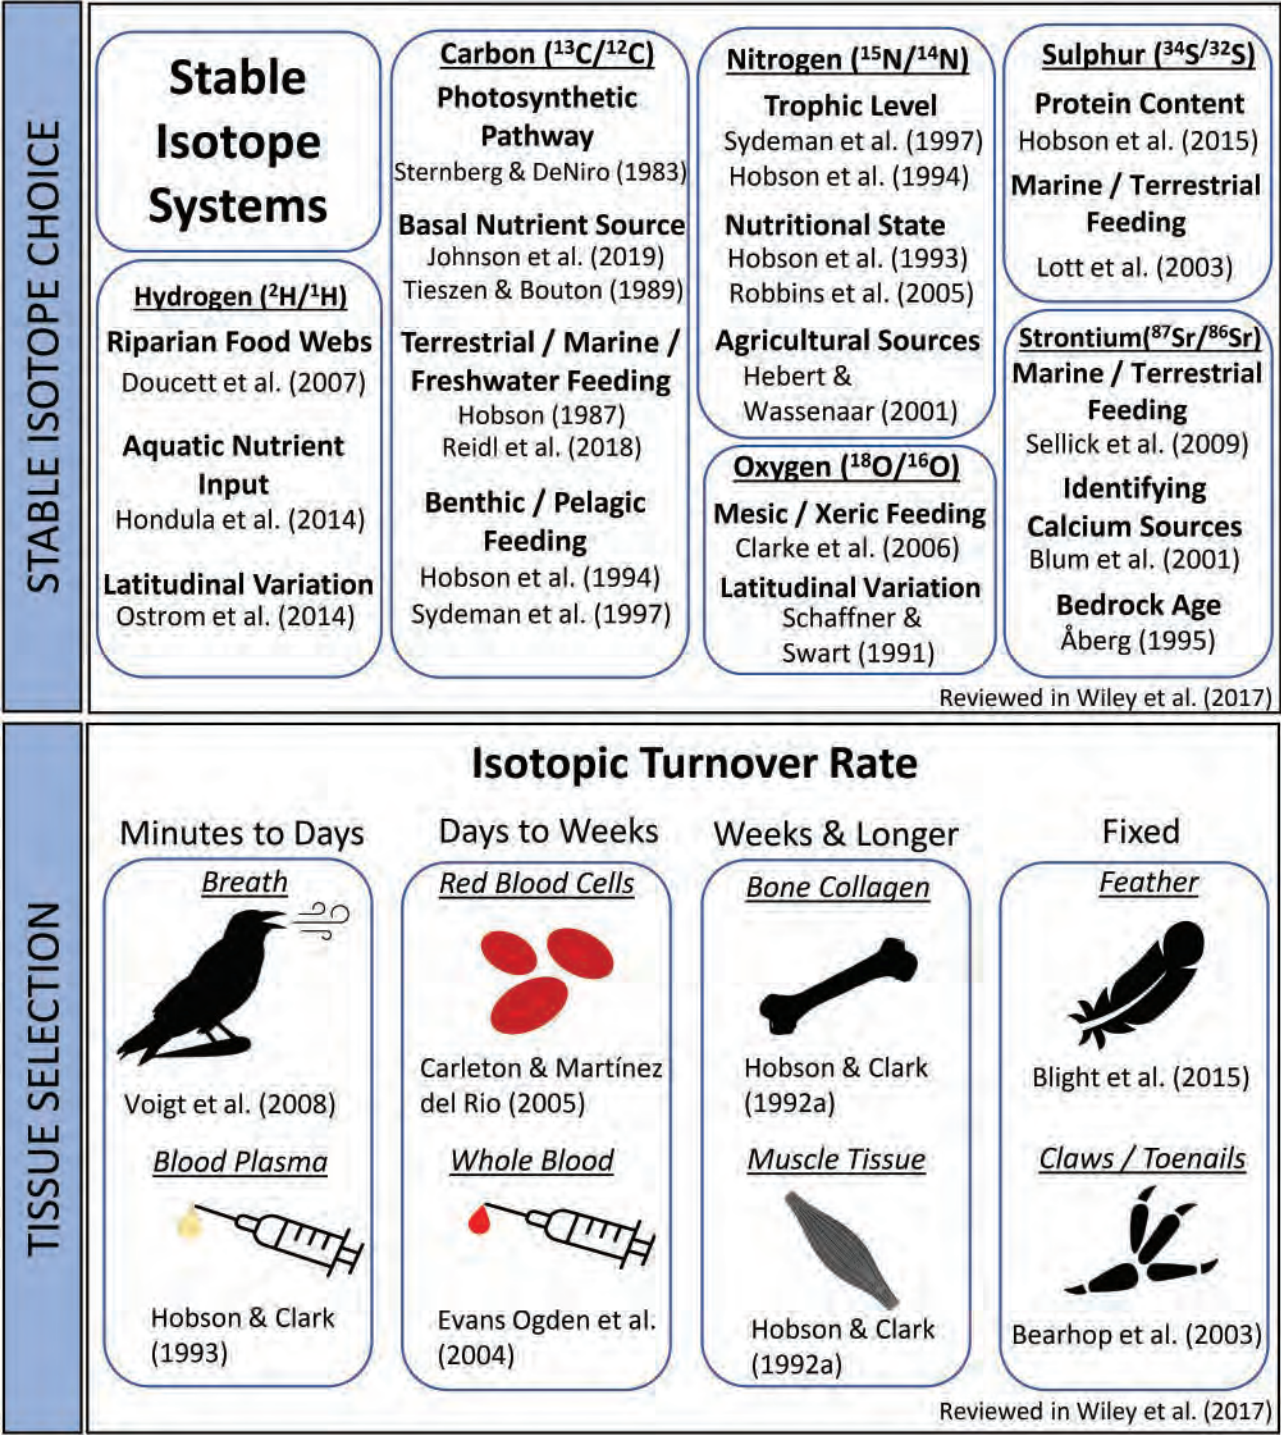 STABLE ISOTOPE CHOICE
Stable
Isotope
Systems
Hydrogen (²H/¹H)
Riparian Food Webs
Doucett et al. (2007)
Aquatic Nutrient
Input
Hondula et al. (2014)
Latitudinal Variation
Ostrom et al. (2014)
Carbon (¹³C/¹²C)
Photosynthetic
Pathway
Sternberg & DeNiro (1983)
Basal Nutrient Source
Johnson et al. (2019)
Tieszen & Bouton (1989)
Terrestrial / Marine /
Freshwater Feeding
Hobson (1987)
Reidl et al. (2018)
Benthic / Pelagic
Feeding
Hobson et al. (1994)
Sydeman et al. (1997)
Nitrogen (¹⁵N/¹⁴N)
Trophic Level
Sydeman et al. (1997)
Hobson et al. (1994)
Nutritional State
Hobson et al. (1993)
Robbins et al. (2005)
Agricultural Sources
Hebert &
Wassenaar (2001)
Oxygen (¹⁸O/¹⁶O)
Mesic / Xeric Feeding
Clarke et al. (2006)
Latitudinal Variation
Schaffner &
Swart (1991)
Sulphur (³⁴S/³²S)
Protein Content
Hobson et al. (2015)
Marine / Terrestrial
Feeding
Lott et al. (2003)
Strontium(⁸⁷Sr/⁸⁶Sr)
Marine / Terrestrial
Feeding
Sellick et al. (2009)
Identifying
Calcium Sources
Blum et al. (2001)
Bedrock Age
Åberg (1995)
Reviewed in Wiley et al. (2017)
TISSUE SELECTION
Isotopic Turnover Rate
Minutes to Days
Breath
Voigt et al. (2008)
Blood Plasma
Hobson & Clark
(1993)
Days to Weeks
Red Blood Cells
Carleton & Martínez
del Rio (2005)
Whole Blood
Evans Ogden et al.
(2004)
Weeks & Longer
Bone Collagen
Hobson & Clark
(1992a)
Muscle Tissue
Hobson & Clark
(1992a)
Fixed
Feather
Blight et al. (2015)
Claws / Toenails
Bearhop et al. (2003)
Reviewed in Wiley et al. (2017)